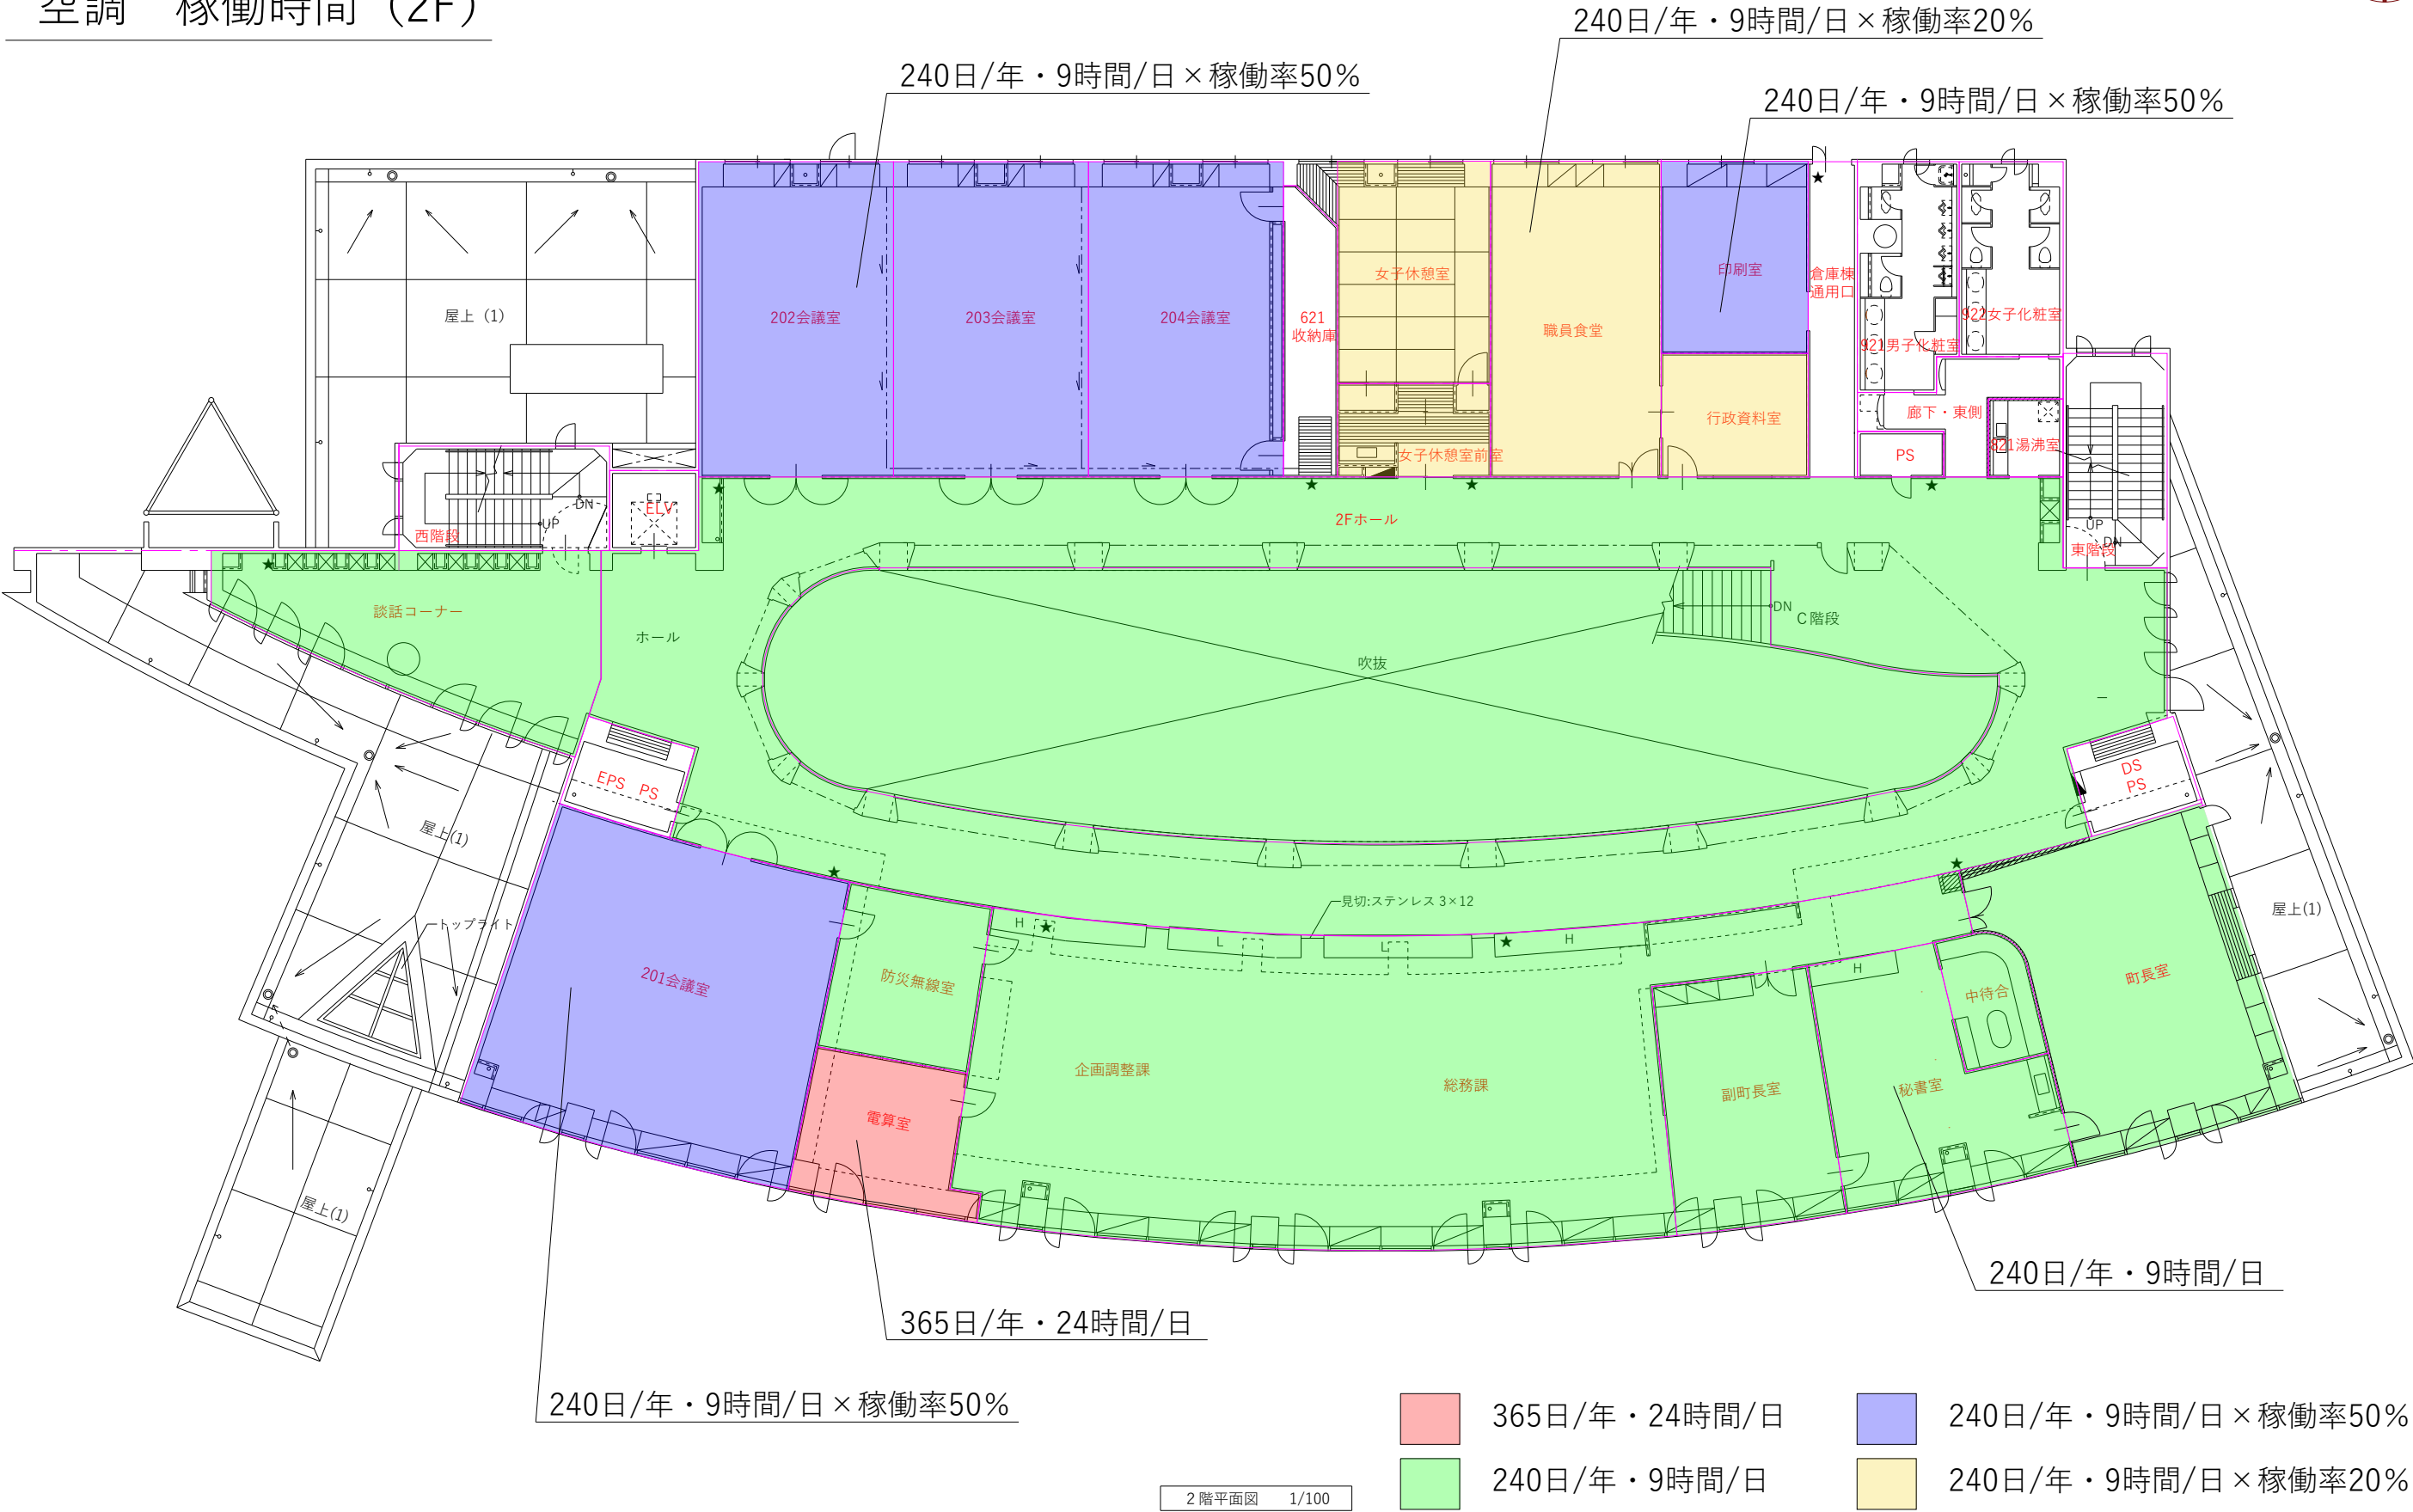 空調　稼働時間（2F）
240日/年・9時間/日×稼働率20%
240日/年・9時間/日×稼働率50%
240日/年・9時間/日×稼働率50%
屋上（1）
202会議室
203会議室
204会議室
621
収納庫
女子休憩室
職員食堂
印刷室
倉庫棟
通用口
921男子化粧室
922女子化粧室
行政資料室
女子休憩室前室
廊下・東側
921湯沸室
PS
西階段
DN
UP
ELV
2Fホール
UP
DN
東階段
談話コーナー
ホール
吹抜
DN
C階段
EPS PS
DS
PS
屋上(1)
トップライト
見切:ステンレス 3×12
H
L
L
H
H
屋上(1)
201会議室
防災無線室
電算室
企画調整課
総務課
副町長室
秘書室
中待合
町長室
屋上(1)
240日/年・9時間/日
365日/年・24時間/日
240日/年・9時間/日×稼働率50%
365日/年・24時間/日
240日/年・9時間/日×稼働率50%
240日/年・9時間/日
240日/年・9時間/日×稼働率20%
2階平面図　1/100